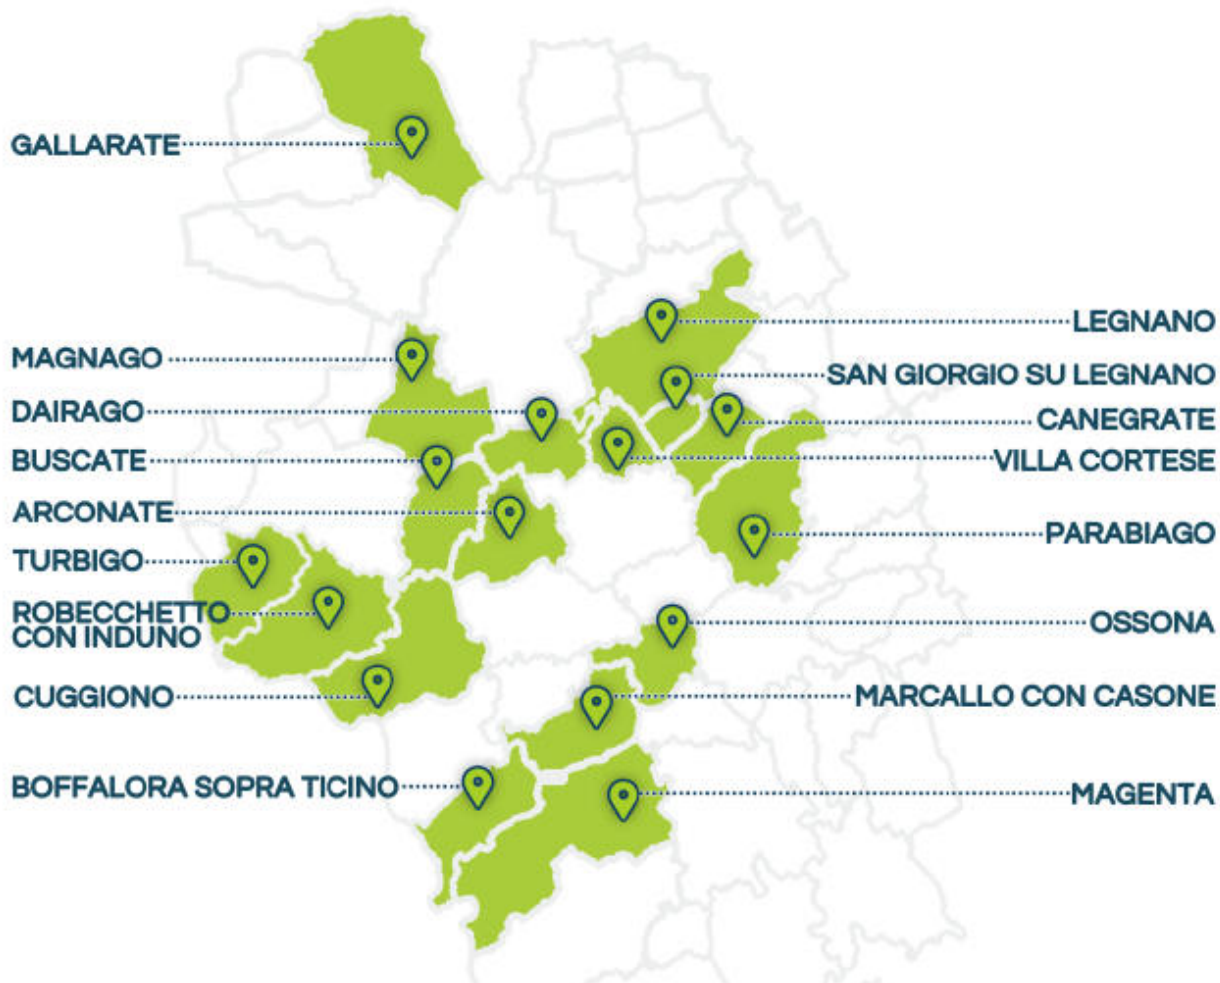 GALLARATE
LEGNANO
MAGNAGO
SAN GIORGIO SU LEGNANO
DAIRAGO
CANEGRATE
BUSCATE
VILLA CORTESE
ARCONATE
PARABIAGO
TURBIGO
ROBECCHETTO
CON INDUNO
OSSONA
CUGGIONO
MARCALLO CON CASONE
BOFFALORA SOPRA TICINO
MAGENTA